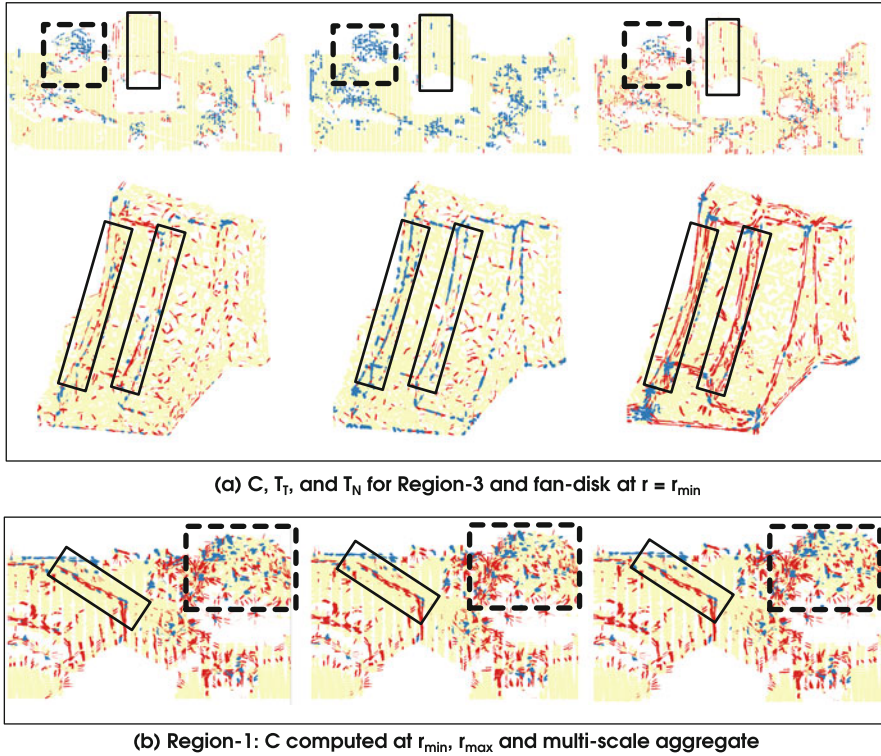 (a) C, T_T, and T_N for Region-3 and fan-disk at r = r_min
(b) Region-1: C computed at r_min, r_max and multi-scale aggregate